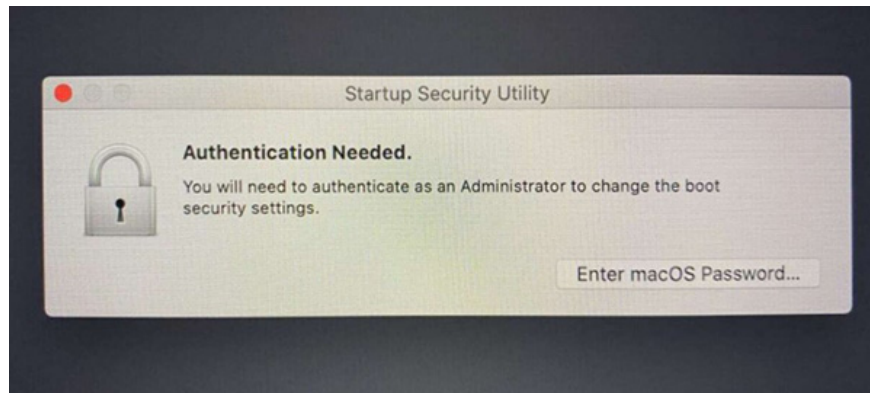 Startup Security Utility
Authentication Needed.
You will need to authenticate as an Administrator to change the boot
security settings.
Enter macOS Password...